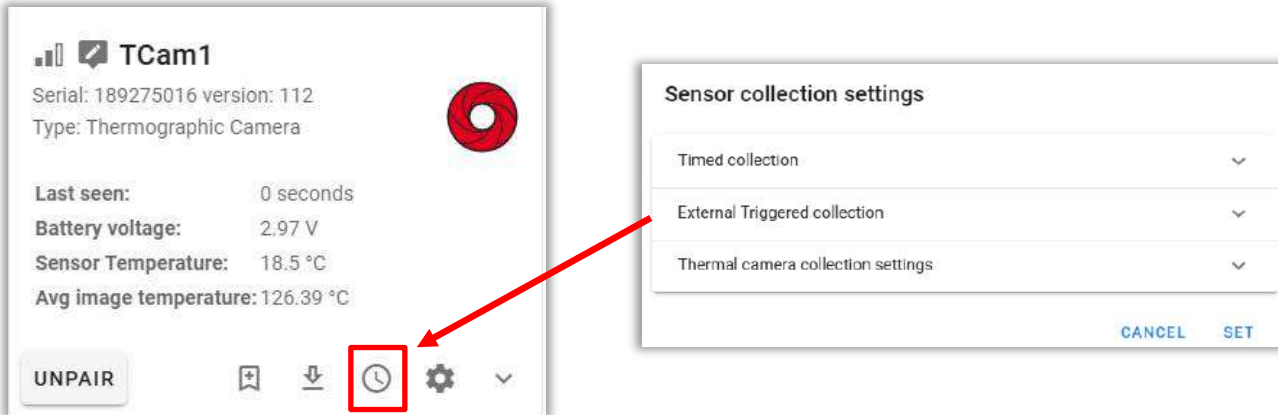 TCam1
Serial: 189275016 version: 112
Type: Thermographic Camera
Last seen: 0 seconds
Battery voltage: 2.97 V
Sensor Temperature: 18.5 °C
Avg image temperature: 126.39 °C
UNPAIR
Sensor collection settings
Timed collection
External Triggered collection
Thermal camera collection settings
CANCEL SET